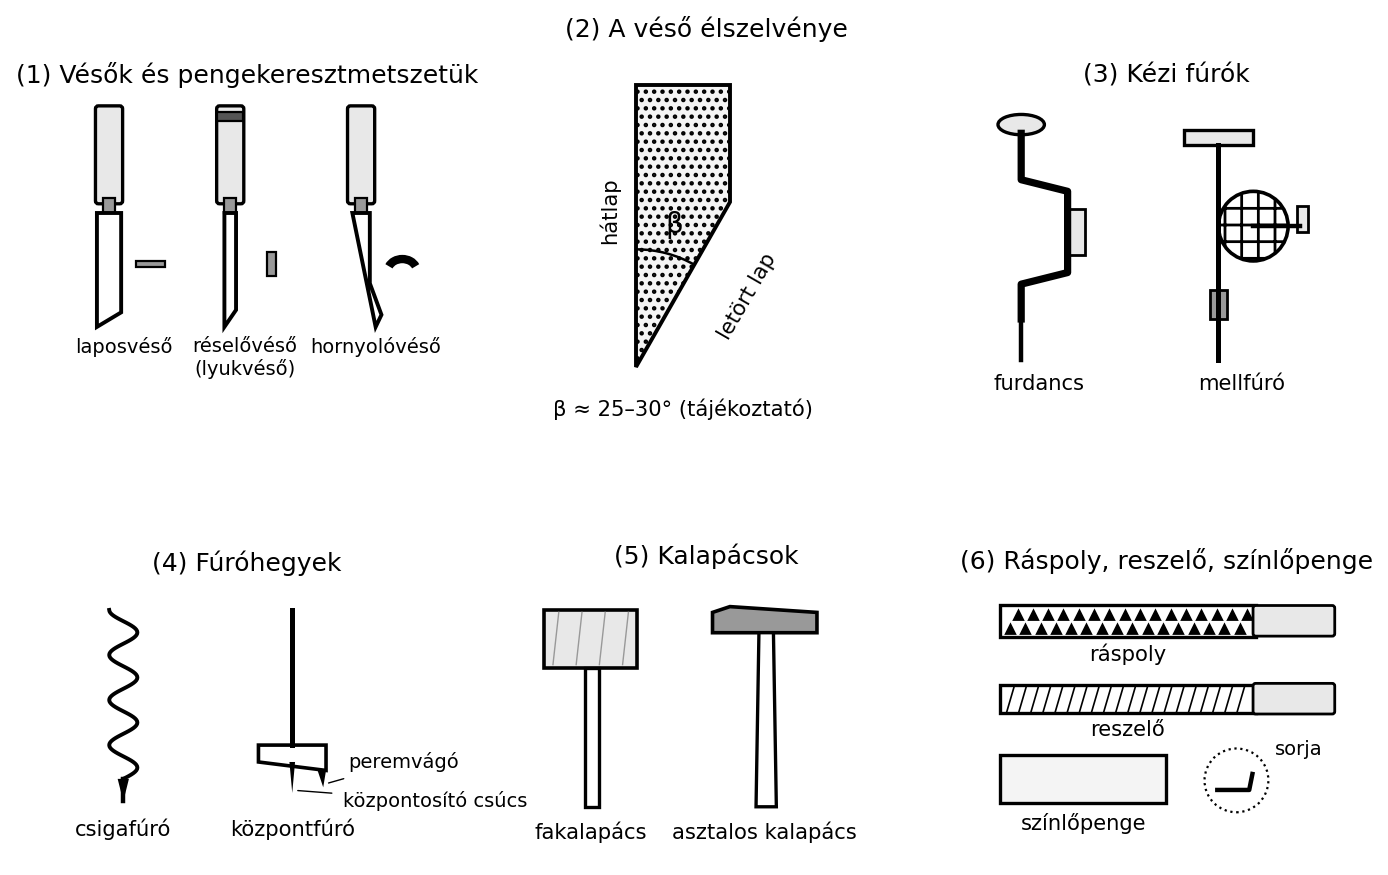 (1) Vésők és pengekeresztmetszetük
laposvéső
réselővéső
(lyukvéső)
hornyolóvéső
(2) A véső élszelvénye
hátlap
β
letört lap
β ≈ 25–30° (tájékoztató)
(3) Kézi fúrók
furdancs
mellfúró
(4) Fúróhegyek
peremvágó
központosító csúcs
csigafúró
központfúró
(5) Kalapácsok
fakalapács
asztalos kalapács
(6) Ráspoly, reszelő, színlőpenge
ráspoly
reszelő
sorja
színlőpenge